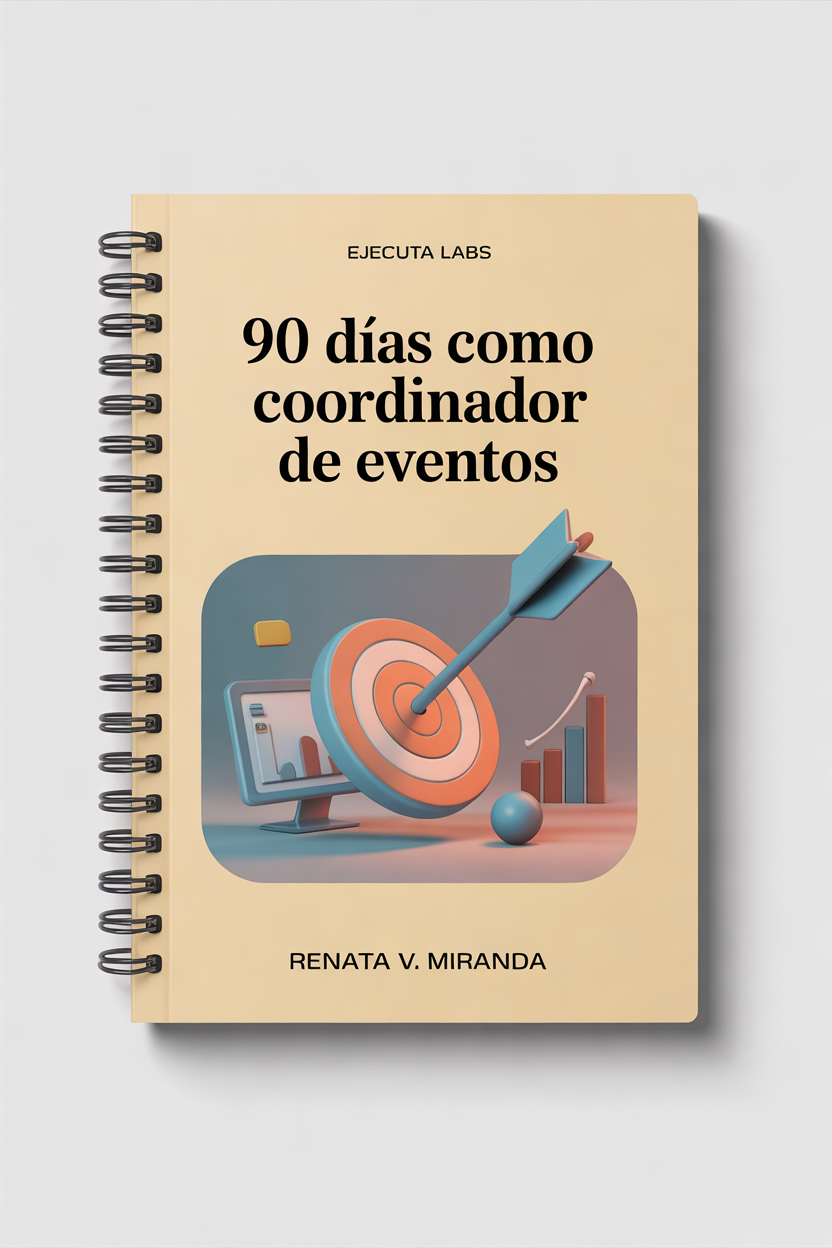 EJECUTA LABS
90 días como
coordinador
de eventos
RENATA V. MIRANDA